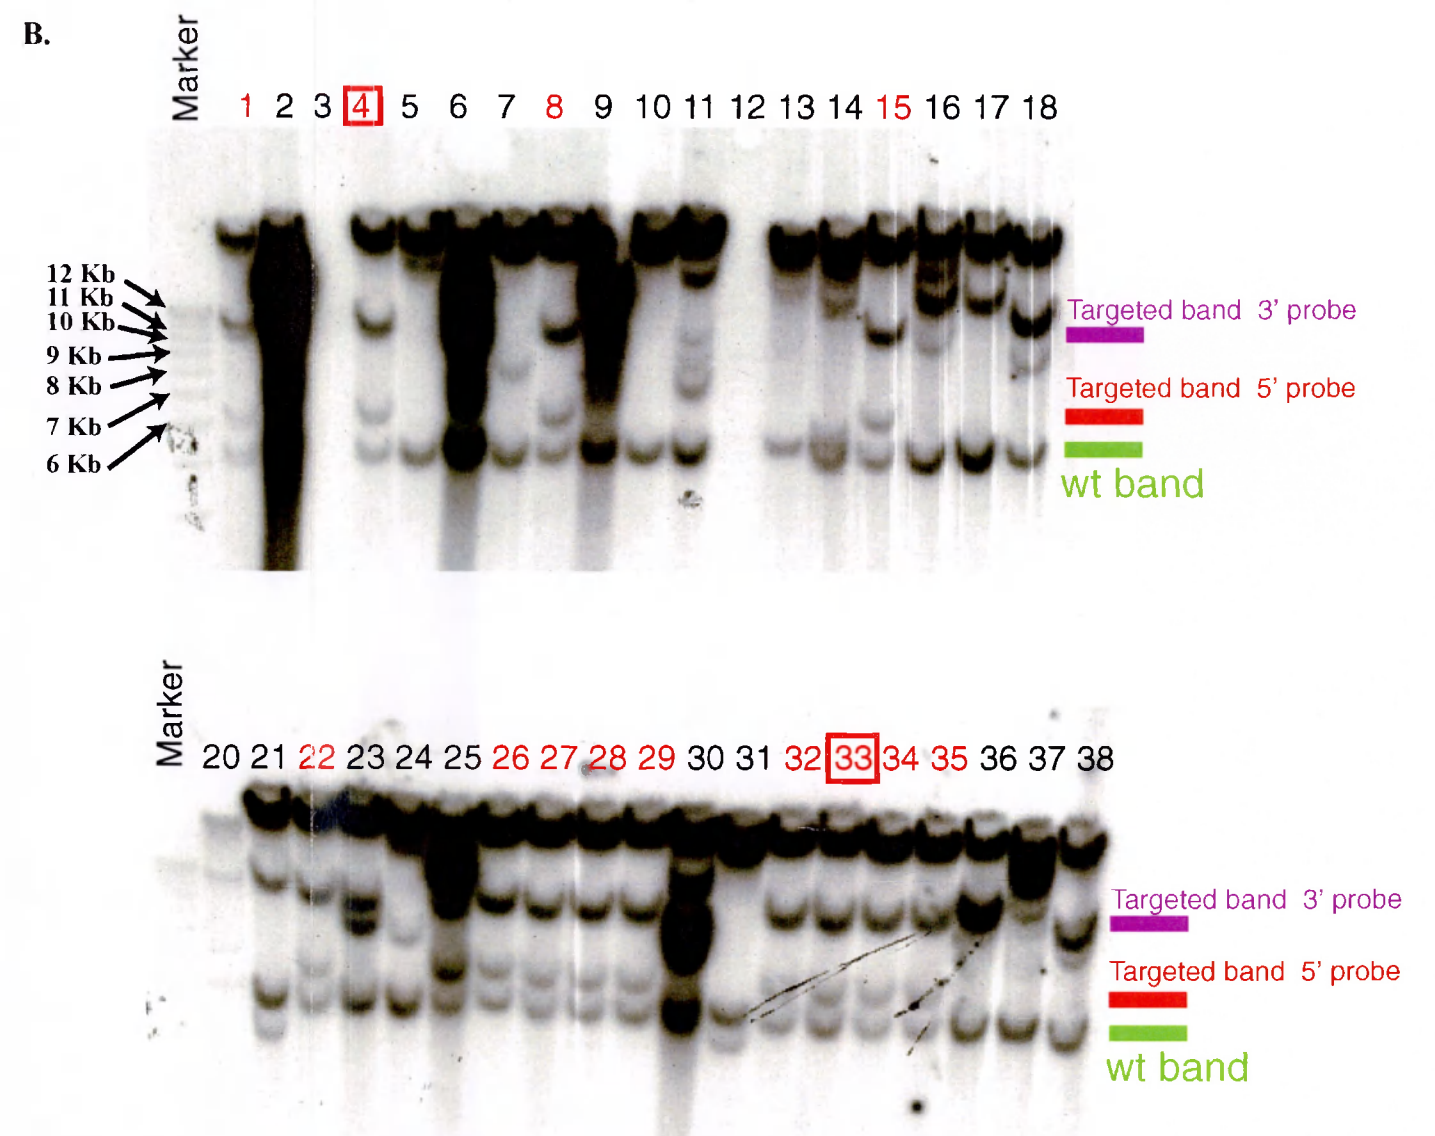 B.
Marker
1 2 3 4 5 6 7 8 9 10 11 12 13 14 15 16 17 18
12 Kb
11 Kb
10 Kb
9 Kb
8 Kb
7 Kb
6 Kb
Targeted band 3' probe
Targeted band 5' probe
wt band
Marker
20 21 22 23 24 25 26 27 28 29 30 31 32 33 34 35 36 37 38
Targeted band 3' probe
Targeted band 5' probe
wt band